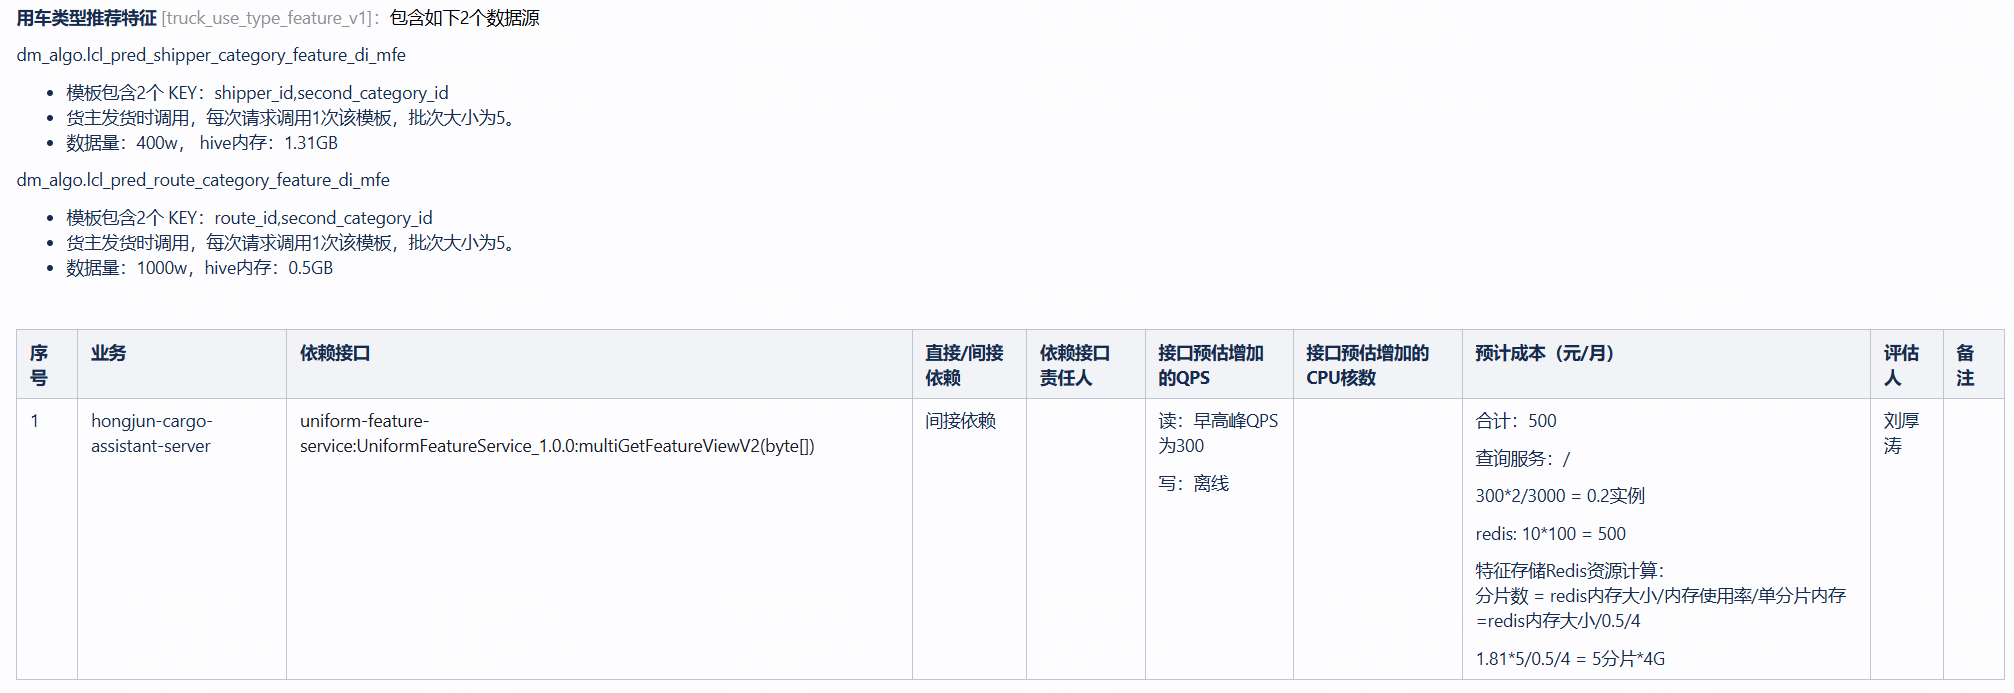 用车类型推荐特征 [truck_use_type_feature_v1]：包含如下2个数据源
dm_algo.lcl_pred_shipper_category_feature_di_mfe
• 模板包含2个 KEY：shipper_id,second_category_id
• 货主发货时调用，每次请求调用1次该模板，批次大小为5。
• 数据量：400w， hive内存：1.31GB
dm_algo.lcl_pred_route_category_feature_di_mfe
• 模板包含2个 KEY：route_id,second_category_id
• 货主发货时调用，每次请求调用1次该模板，批次大小为5。
• 数据量：1000w，hive内存：0.5GB
序号
业务
依赖接口
直接/间接
依赖
依赖接口
责任人
接口预估增加
的QPS
接口预估增加的
CPU核数
预计成本（元/月）
评估
人
备
注
1
hongjun-cargo-
assistant-server
uniform-feature-
service:UniformFeatureService_1.0.0:multiGetFeatureViewV2(byte[])
间接依赖
读：早高峰QPS
为300
写：离线
合计：500
查询服务：/
300*2/3000 = 0.2实例
redis: 10*100 = 500
特征存储Redis资源计算：
分片数 = redis内存大小/内存使用率/单分片内存
=redis内存大小/0.5/4
1.81*5/0.5/4 = 5分片*4G
刘厚
涛